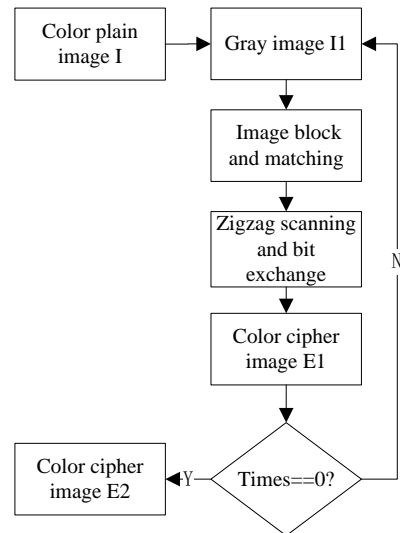 Color plain
image I
Gray image I1
Image block
and matching
Zigzag scanning
and bit
exchange
N
Color cipher
image E1
Color cipher
image E2
Y
Times==0?